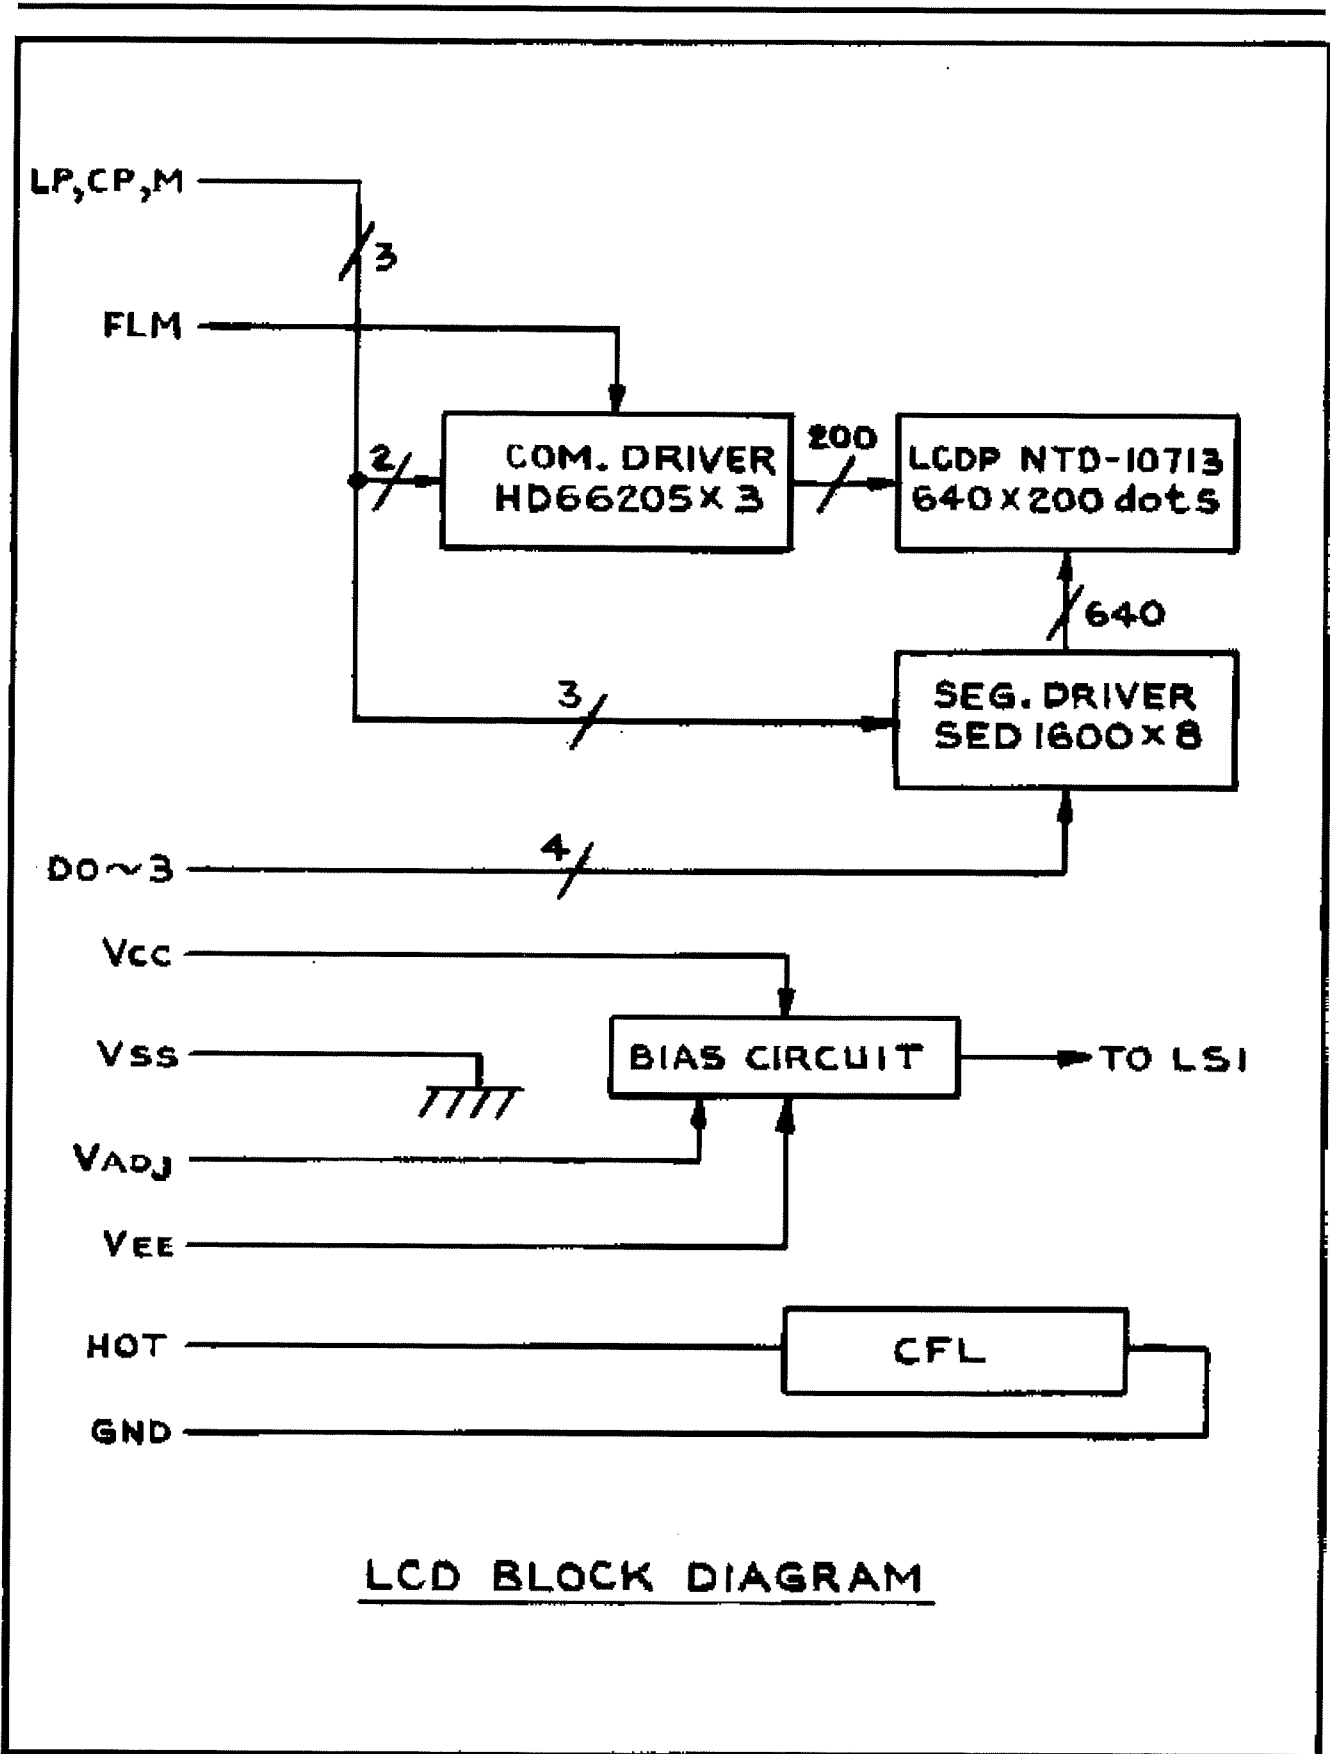 LP,CP,M
3
FLM
2
COM. DRIVER
HD66205×3
200
LCDP NTD-10713
640×200 dots
640
3
SEG. DRIVER
SED 1600×8
4
D0~3
VCC
VSS
BIAS CIRCUIT
TO LSI
VADJ
VEE
HOT
CFL
GND
LCD BLOCK DIAGRAM